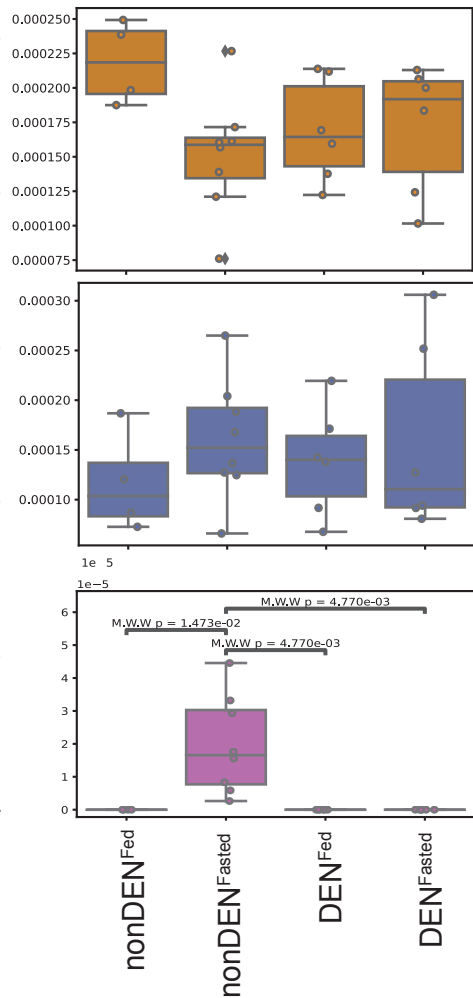 0.000250
0.000225
0.000200
0.000175
0.000150
0.000125
0.000100
0.000075
0.00030
0.00025
0.00020
0.00015
0.00010
1e 5
1e−5
6
5
4
3
2
1
0
M.W.W p = 4.770e-03
M.W.W p = 1.473e-02
M.W.W p = 4.770e-03
nonDENFed
nonDENFasted
DENFed
DENFasted